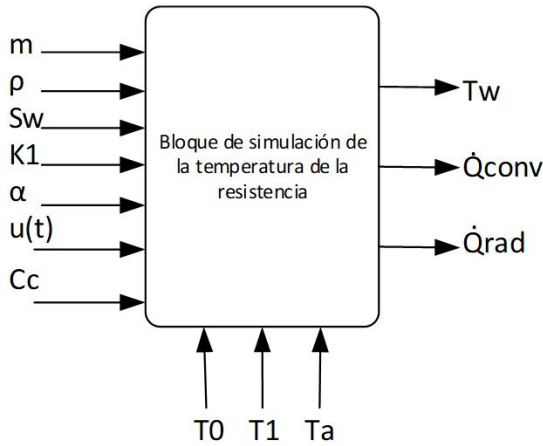 m
ρ
Sw
K1
α
u(t)
Cc
Bloque de simulación de
la temperatura de la
resistencia
Tw
Q̇conv
Q̇rad
T0 T1 Ta